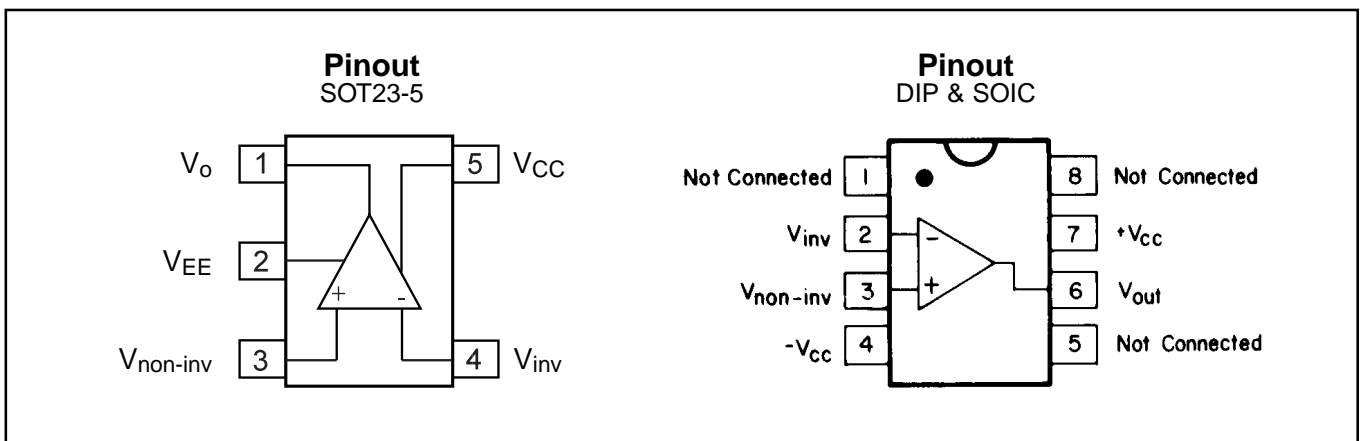 Pinout
SOT23-5
Vo 1 5 VCC
VEE 2
+ -
Vnon-inv 3 4 Vinv
Pinout
DIP & SOIC
Not Connected 1 8 Not Connected
Vinv 2 - 7 +Vcc
Vnon-inv 3 + 6 Vout
-Vcc 4 5 Not Connected